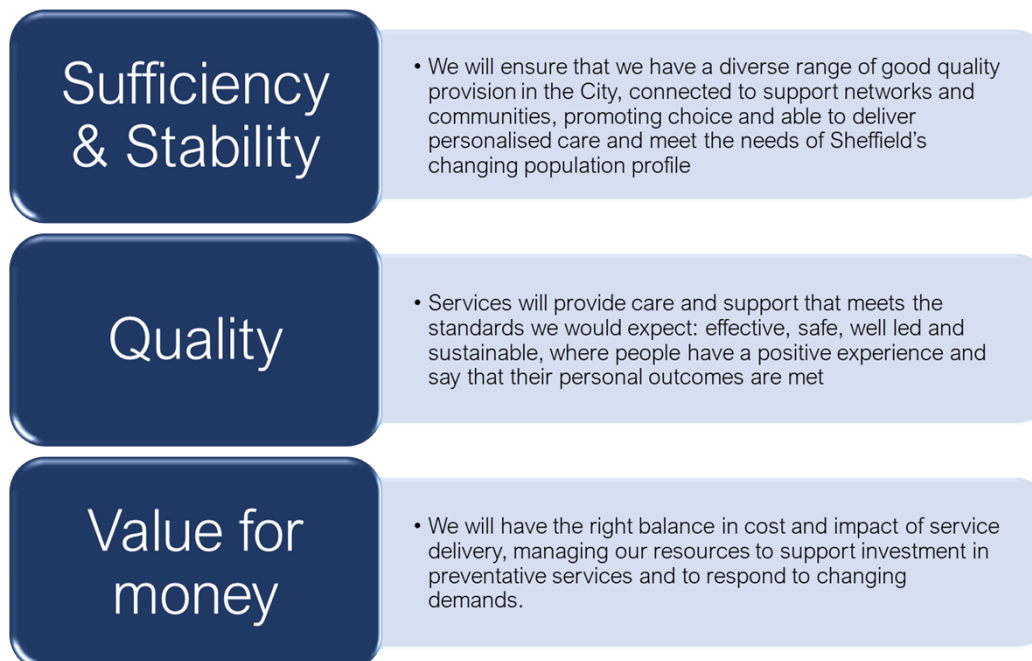 Sufficiency
& Stability
• We will ensure that we have a diverse range of good quality
provision in the City, connected to support networks and
communities, promoting choice and able to deliver
personalised care and meet the needs of Sheffield's
changing population profile
Quality
• Services will provide care and support that meets the
standards we would expect: effective, safe, well led and
sustainable, where people have a positive experience and
say that their personal outcomes are met
Value for
money
• We will have the right balance in cost and impact of service
delivery, managing our resources to support investment in
preventative services and to respond to changing
demands.